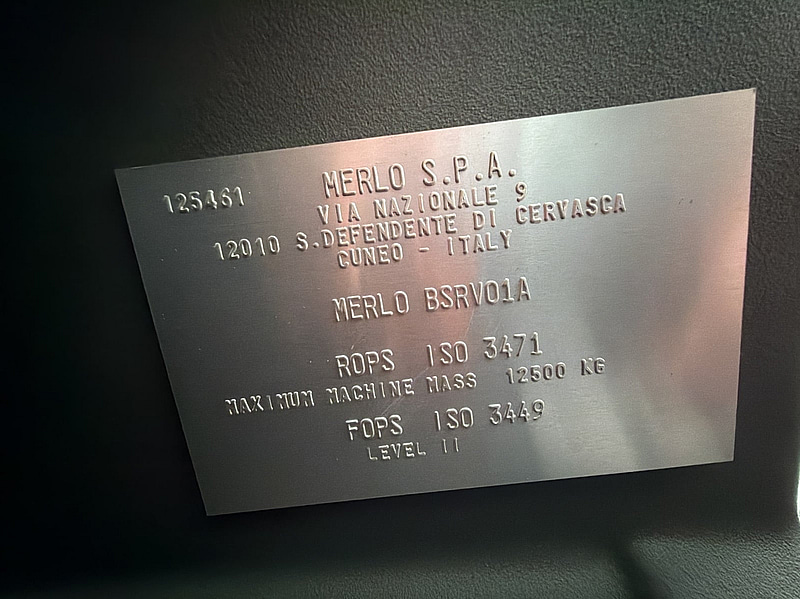 125461
MERLO S.P.A.
VIA NAZIONALE 9
12010 S.DEFENDENTE DI CERVASCA
CUNEO - ITALY
MERLO BSRV01A
ROPS ISO 3471
MAXIMUM MACHINE MASS 12500 KG
FOPS ISO 3449
LEVEL II